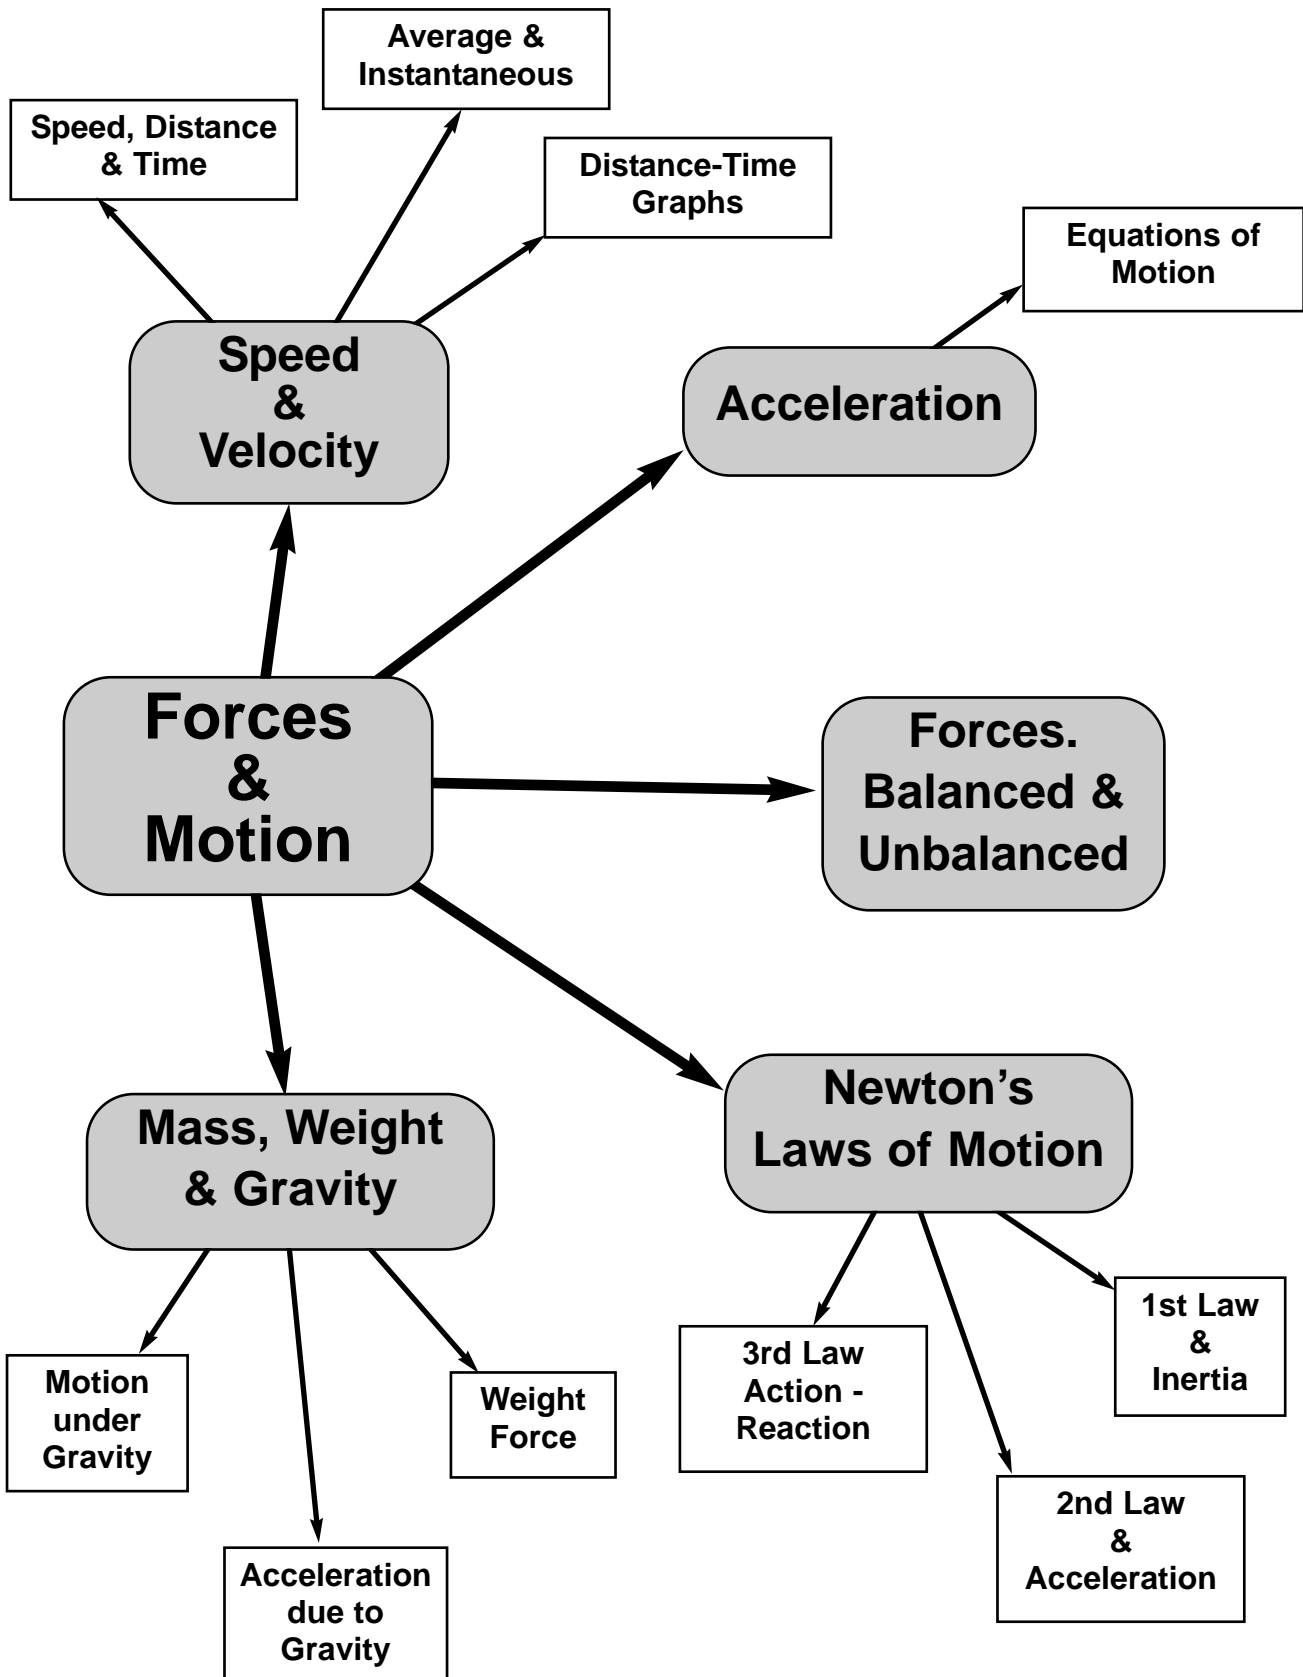 Average &
Instantaneous
Speed, Distance
& Time
Distance-Time
Graphs
Equations of
Motion
Speed
&
Velocity
Acceleration
Forces
&
Motion
Forces.
Balanced &
Unbalanced
Mass, Weight
& Gravity
Newton’s
Laws of Motion
Motion
under
Gravity
Weight
Force
Acceleration
due to
Gravity
3rd Law
Action -
Reaction
1st Law
&
Inertia
2nd Law
&
Acceleration